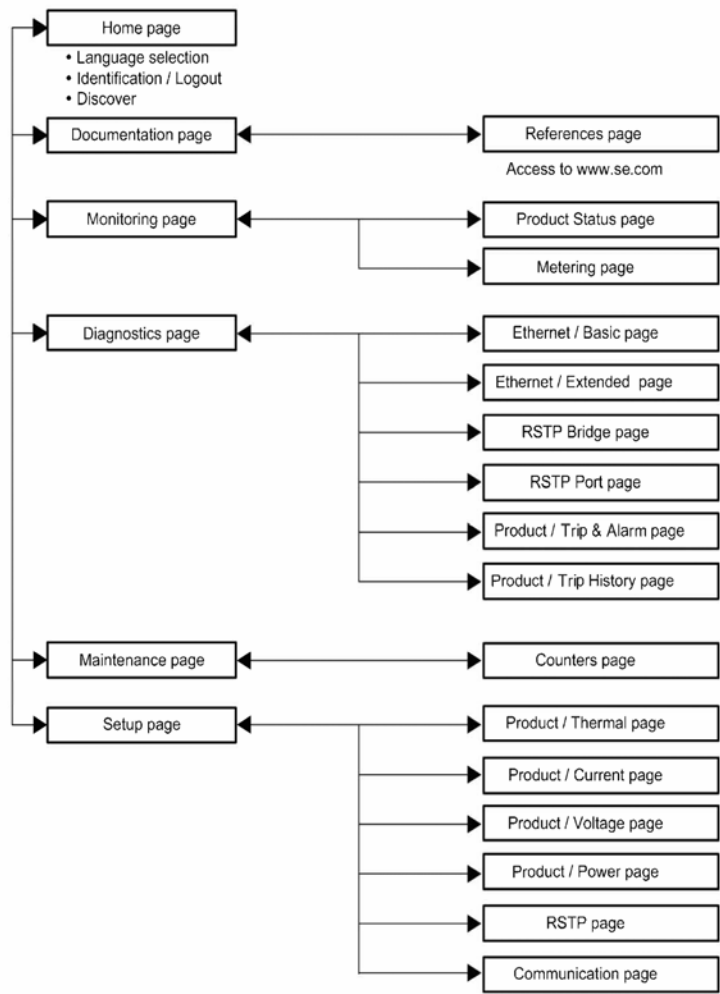 Home page
• Language selection
• Identification / Logout
• Discover
Documentation page
References page
Access to www.se.com
Monitoring page
Product Status page
Metering page
Diagnostics page
Ethernet / Basic page
Ethernet / Extended page
RSTP Bridge page
RSTP Port page
Product / Trip & Alarm page
Product / Trip History page
Maintenance page
Counters page
Setup page
Product / Thermal page
Product / Current page
Product / Voltage page
Product / Power page
RSTP page
Communication page